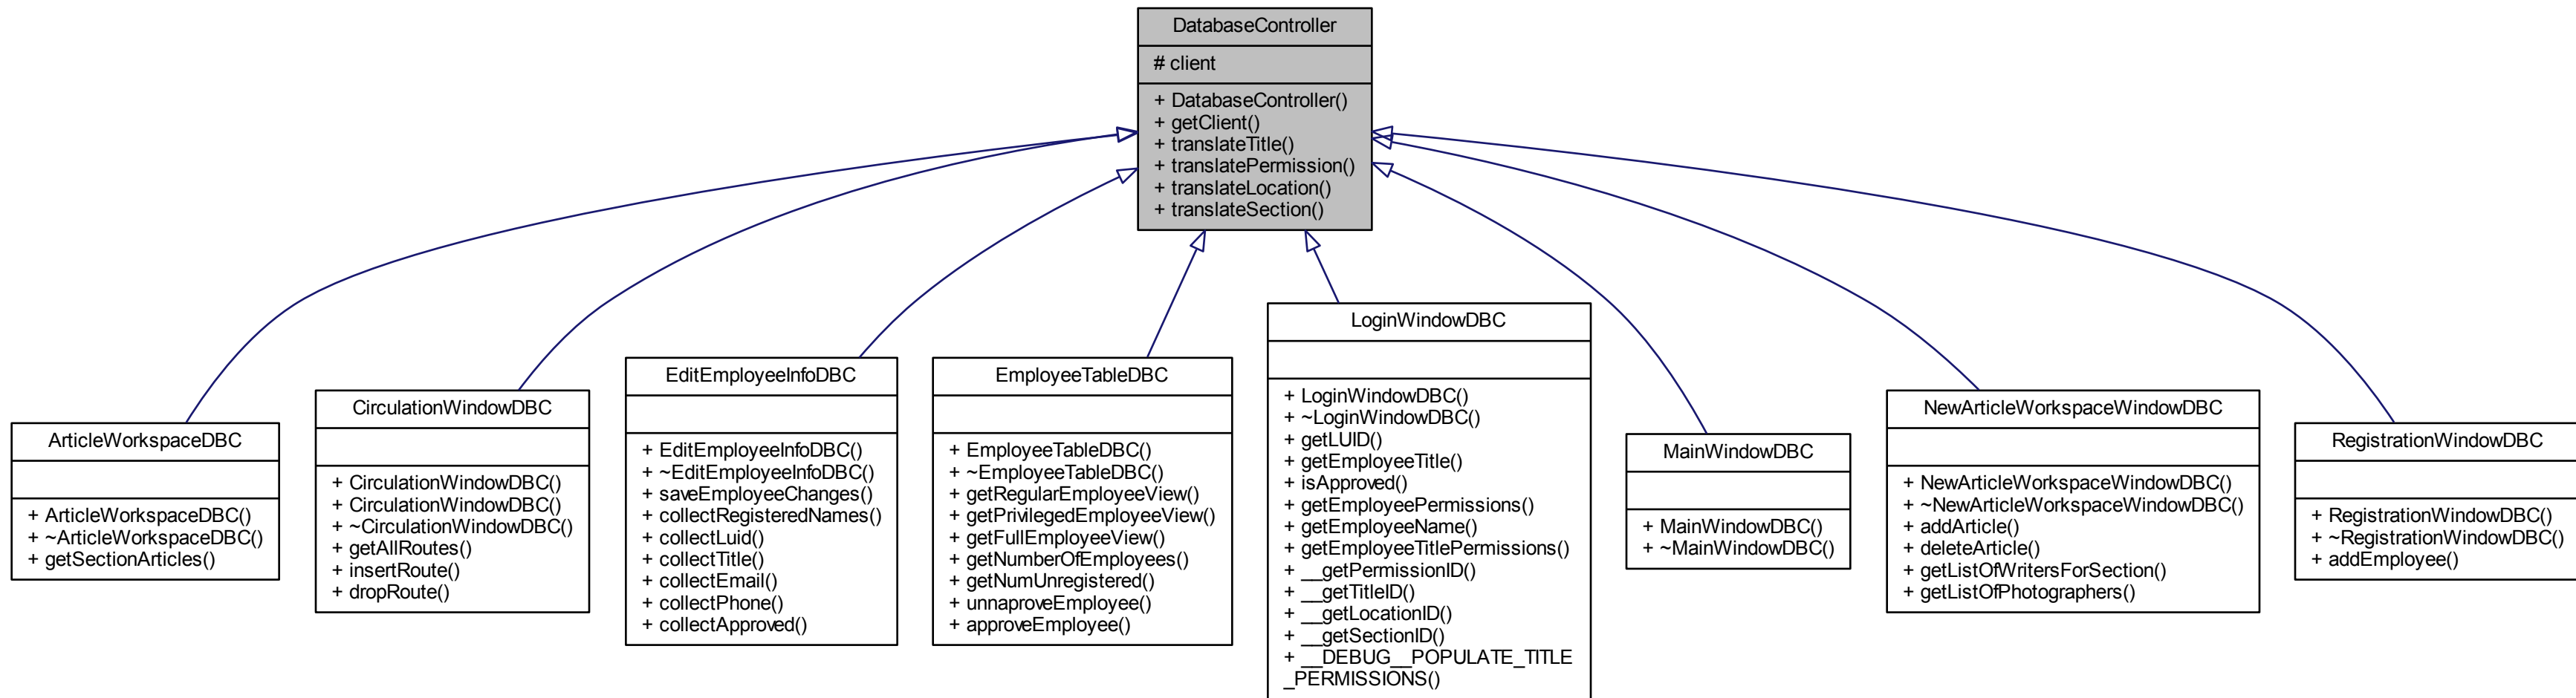 DatabaseController
# client
+ DatabaseController()
+ getClient()
+ translateTitle()
+ translatePermission()
+ translateLocation()
+ translateSection()
ArticleWorkspaceDBC
+ ArticleWorkspaceDBC()
+ ~ArticleWorkspaceDBC()
+ getSectionArticles()
CirculationWindowDBC
+ CirculationWindowDBC()
+ CirculationWindowDBC()
+ ~CirculationWindowDBC()
+ getAllRoutes()
+ insertRoute()
+ dropRoute()
EditEmployeeInfoDBC
+ EditEmployeeInfoDBC()
+ ~EditEmployeeInfoDBC()
+ saveEmployeeChanges()
+ collectRegisteredNames()
+ collectLuid()
+ collectTitle()
+ collectEmail()
+ collectPhone()
+ collectApproved()
EmployeeTableDBC
+ EmployeeTableDBC()
+ ~EmployeeTableDBC()
+ getRegularEmployeeView()
+ getPrivilegedEmployeeView()
+ getFullEmployeeView()
+ getNumberOfEmployees()
+ getNumUnregistered()
+ unnaproveEmployee()
+ approveEmployee()
LoginWindowDBC
+ LoginWindowDBC()
+ ~LoginWindowDBC()
+ getLUID()
+ getEmployeeTitle()
+ isApproved()
+ getEmployeePermissions()
+ getEmployeeName()
+ getEmployeeTitlePermissions()
+ __getPermissionID()
+ __getTitleID()
+ __getLocationID()
+ __getSectionID()
+ __DEBUG__POPULATE_TITLE
_PERMISSIONS()
MainWindowDBC
+ MainWindowDBC()
+ ~MainWindowDBC()
NewArticleWorkspaceWindowDBC
+ NewArticleWorkspaceWindowDBC()
+ ~NewArticleWorkspaceWindowDBC()
+ addArticle()
+ deleteArticle()
+ getListOfWritersForSection()
+ getListOfPhotographers()
RegistrationWindowDBC
+ RegistrationWindowDBC()
+ ~RegistrationWindowDBC()
+ addEmployee()